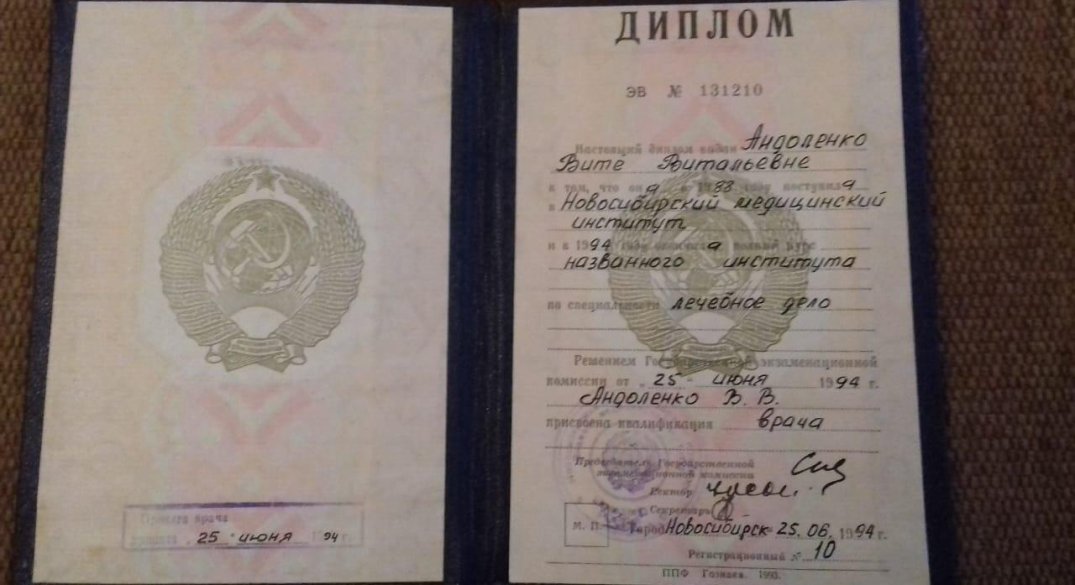 Присяга врача
принята „ 25 " июня 1994 г.
ДИПЛОМ
ЭВ № 131210
Настоящий диплом выдан Андоленко
Вите Витальевне
в том, что она в 1988 году поступила
в Новосибирский медицинский
институт
и в 1994 году окончила полный курс
названного института
по специальности лечебное дело
Решением Государственной экзаменационной
комиссии от „ 25 " июня 1994 г.
Андоленко В. В.
присвоена квалификация врача
Председатель Государственной
экзаменационной комиссии
Ректор
Секретарь
М. П. Город Новосибирск 25. 06. 1994 г.
Регистрационный № 10
ППФ Гознака. 1993.